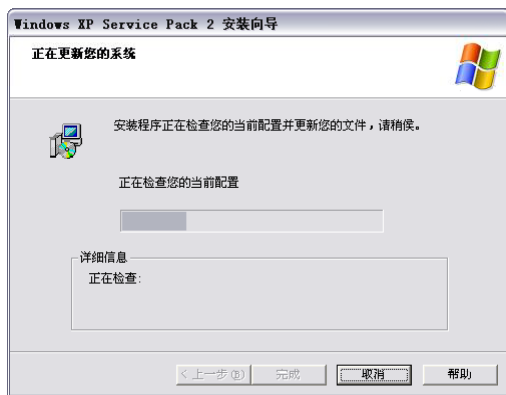 Windows XP Service Pack 2 安装向导
正在更新您的系统
安装程序正在检查您的当前配置并更新您的文件，请稍侯。
正在检查您的当前配置
详细信息
正在检查:
< 上一步(B)
完成
取消
帮助